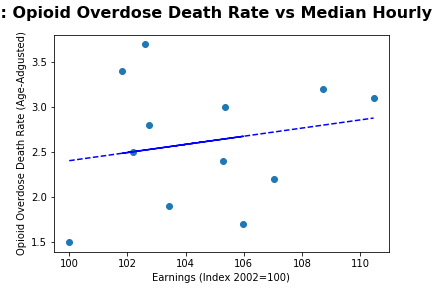 : Opioid Overdose Death Rate vs Median Hourly
Opioid Overdose Death Rate (Age-Adgusted)
3.5
3.0
2.5
2.0
1.5
100 102 104 106 108 110
Earnings (Index 2002=100)